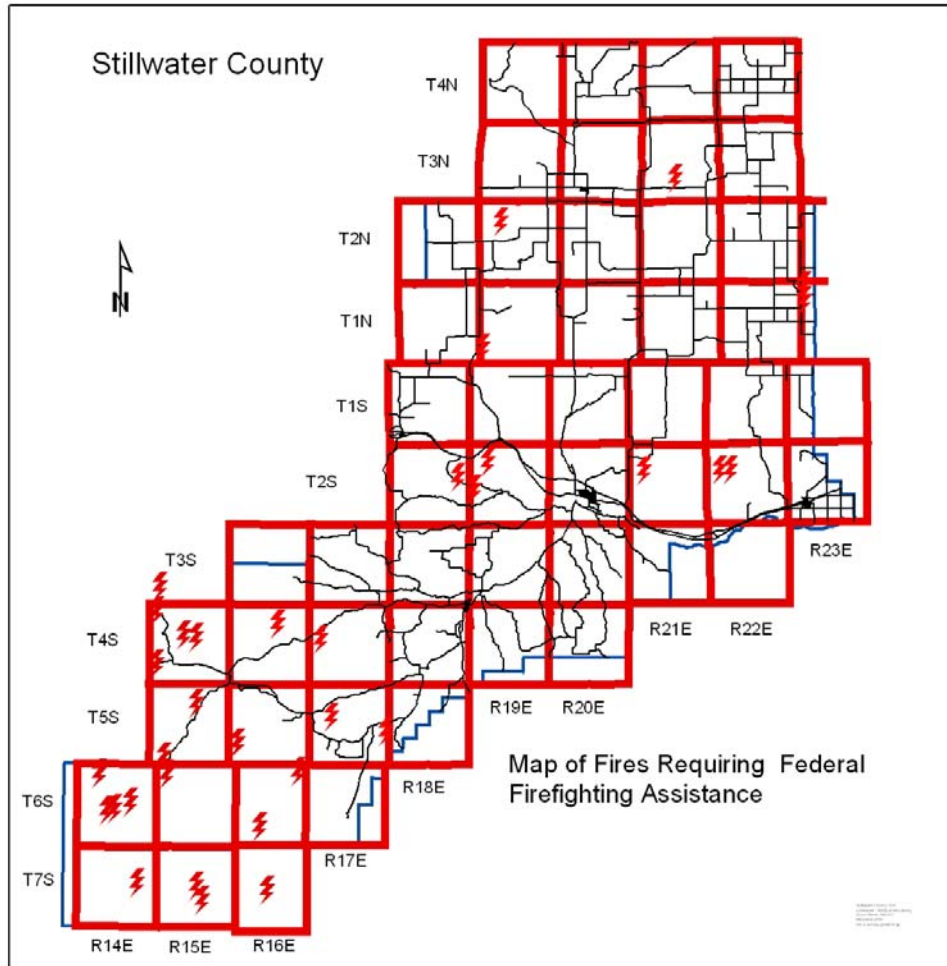 Stillwater County
T4N
T3N
T2N
N
T1N
T1S
T2S
R23E
T3S
R21E R22E
T4S
R19E R20E
T5S
Map of Fires Requiring Federal
Firefighting Assistance
R18E
T6S
R17E
T7S
R14E R15E R16E